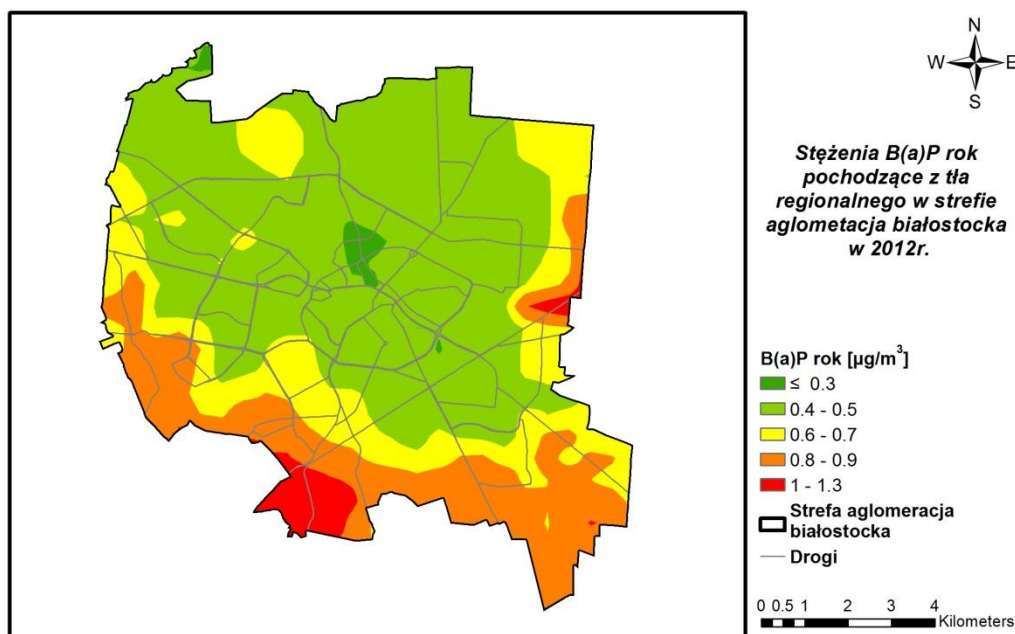 N
W E
S
Stężenia B(a)P rok
pochodzące z tła
regionalnego w strefie
aglometacja białostocka
w 2012r.
B(a)P rok [µg/m³]
≤ 0.3
0.4 - 0.5
0.6 - 0.7
0.8 - 0.9
1 - 1.3
Strefa aglomeracja
białostocka
Drogi
0 0.5 1 2 3 4
Kilometers